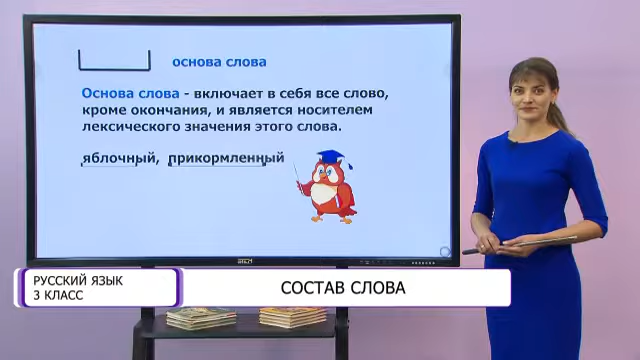 основа слова
Основа слова - включает в себя все слово,
кроме окончания, и является носителем
лексического значения этого слова.
яблочный, прикормленный
РУССКИЙ ЯЗЫК
3 КЛАСС
СОСТАВ СЛОВА